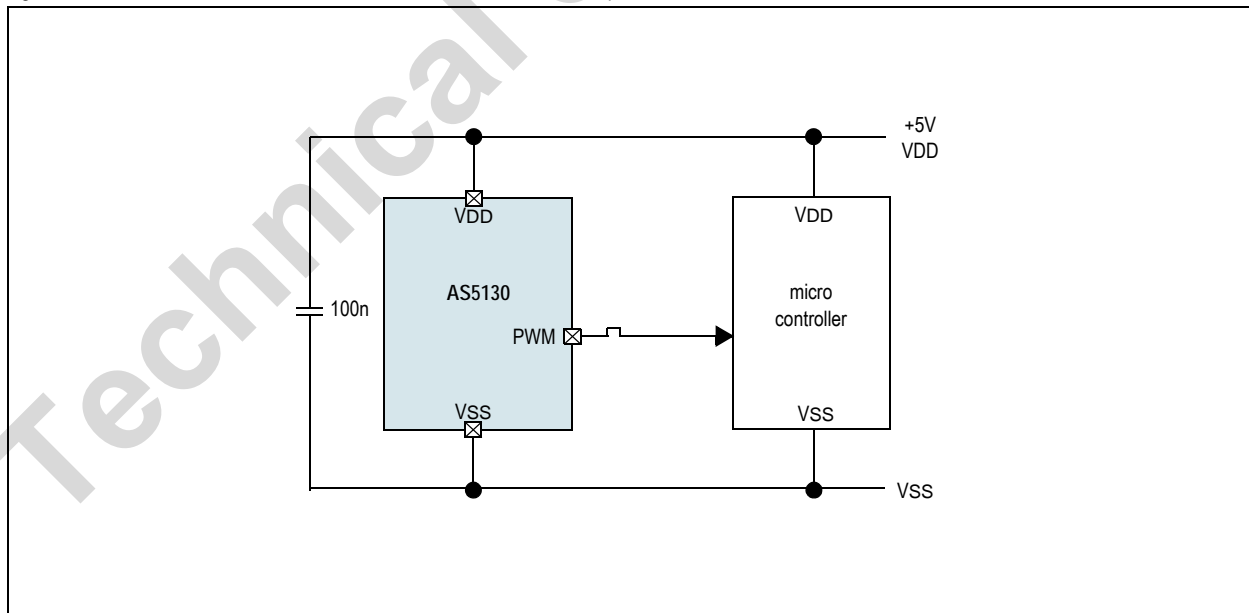 +5V
VDD
VDD
VDD
AS5130
micro
controller
100n
PWM
VSS
VSS
VSS
Technical